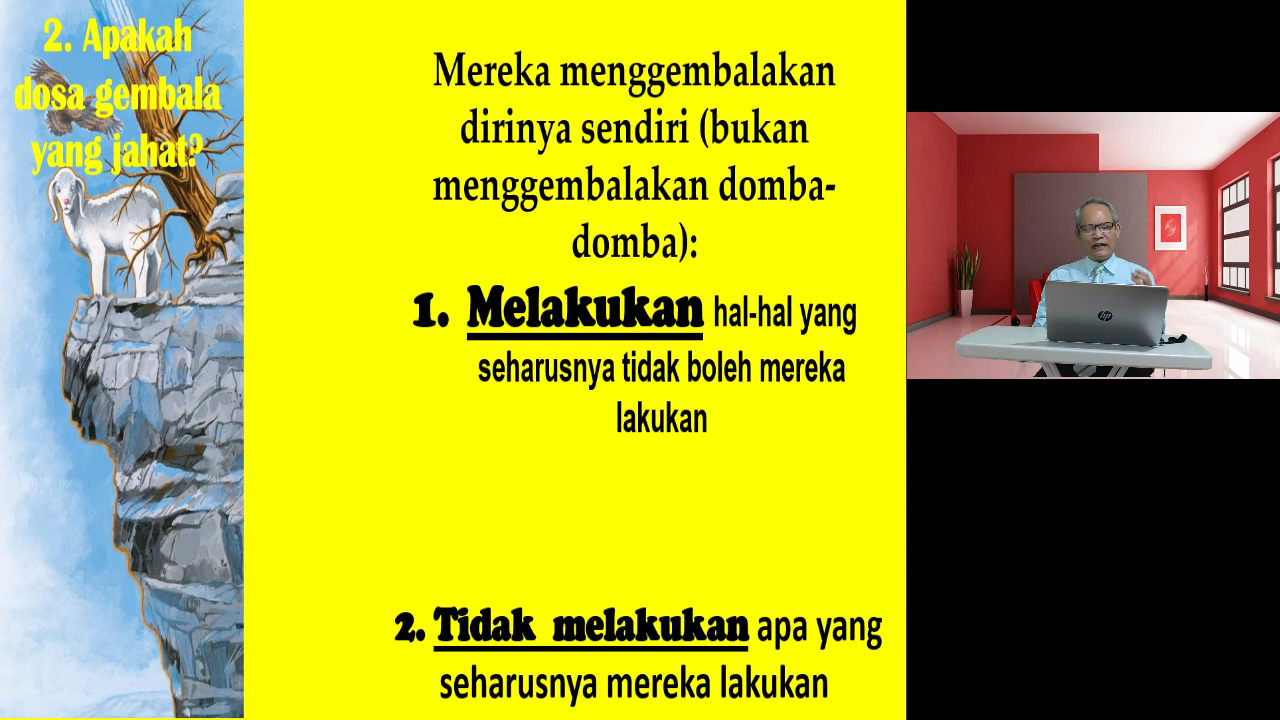 2. Apakah
dosa gembala
yang jahat?
Mereka menggembalakan
dirinya sendiri (bukan
menggembalakan domba-
domba):
1. Melakukan hal-hal yang
seharusnya tidak boleh mereka
lakukan
2. Tidak melakukan apa yang
seharusnya mereka lakukan
hp